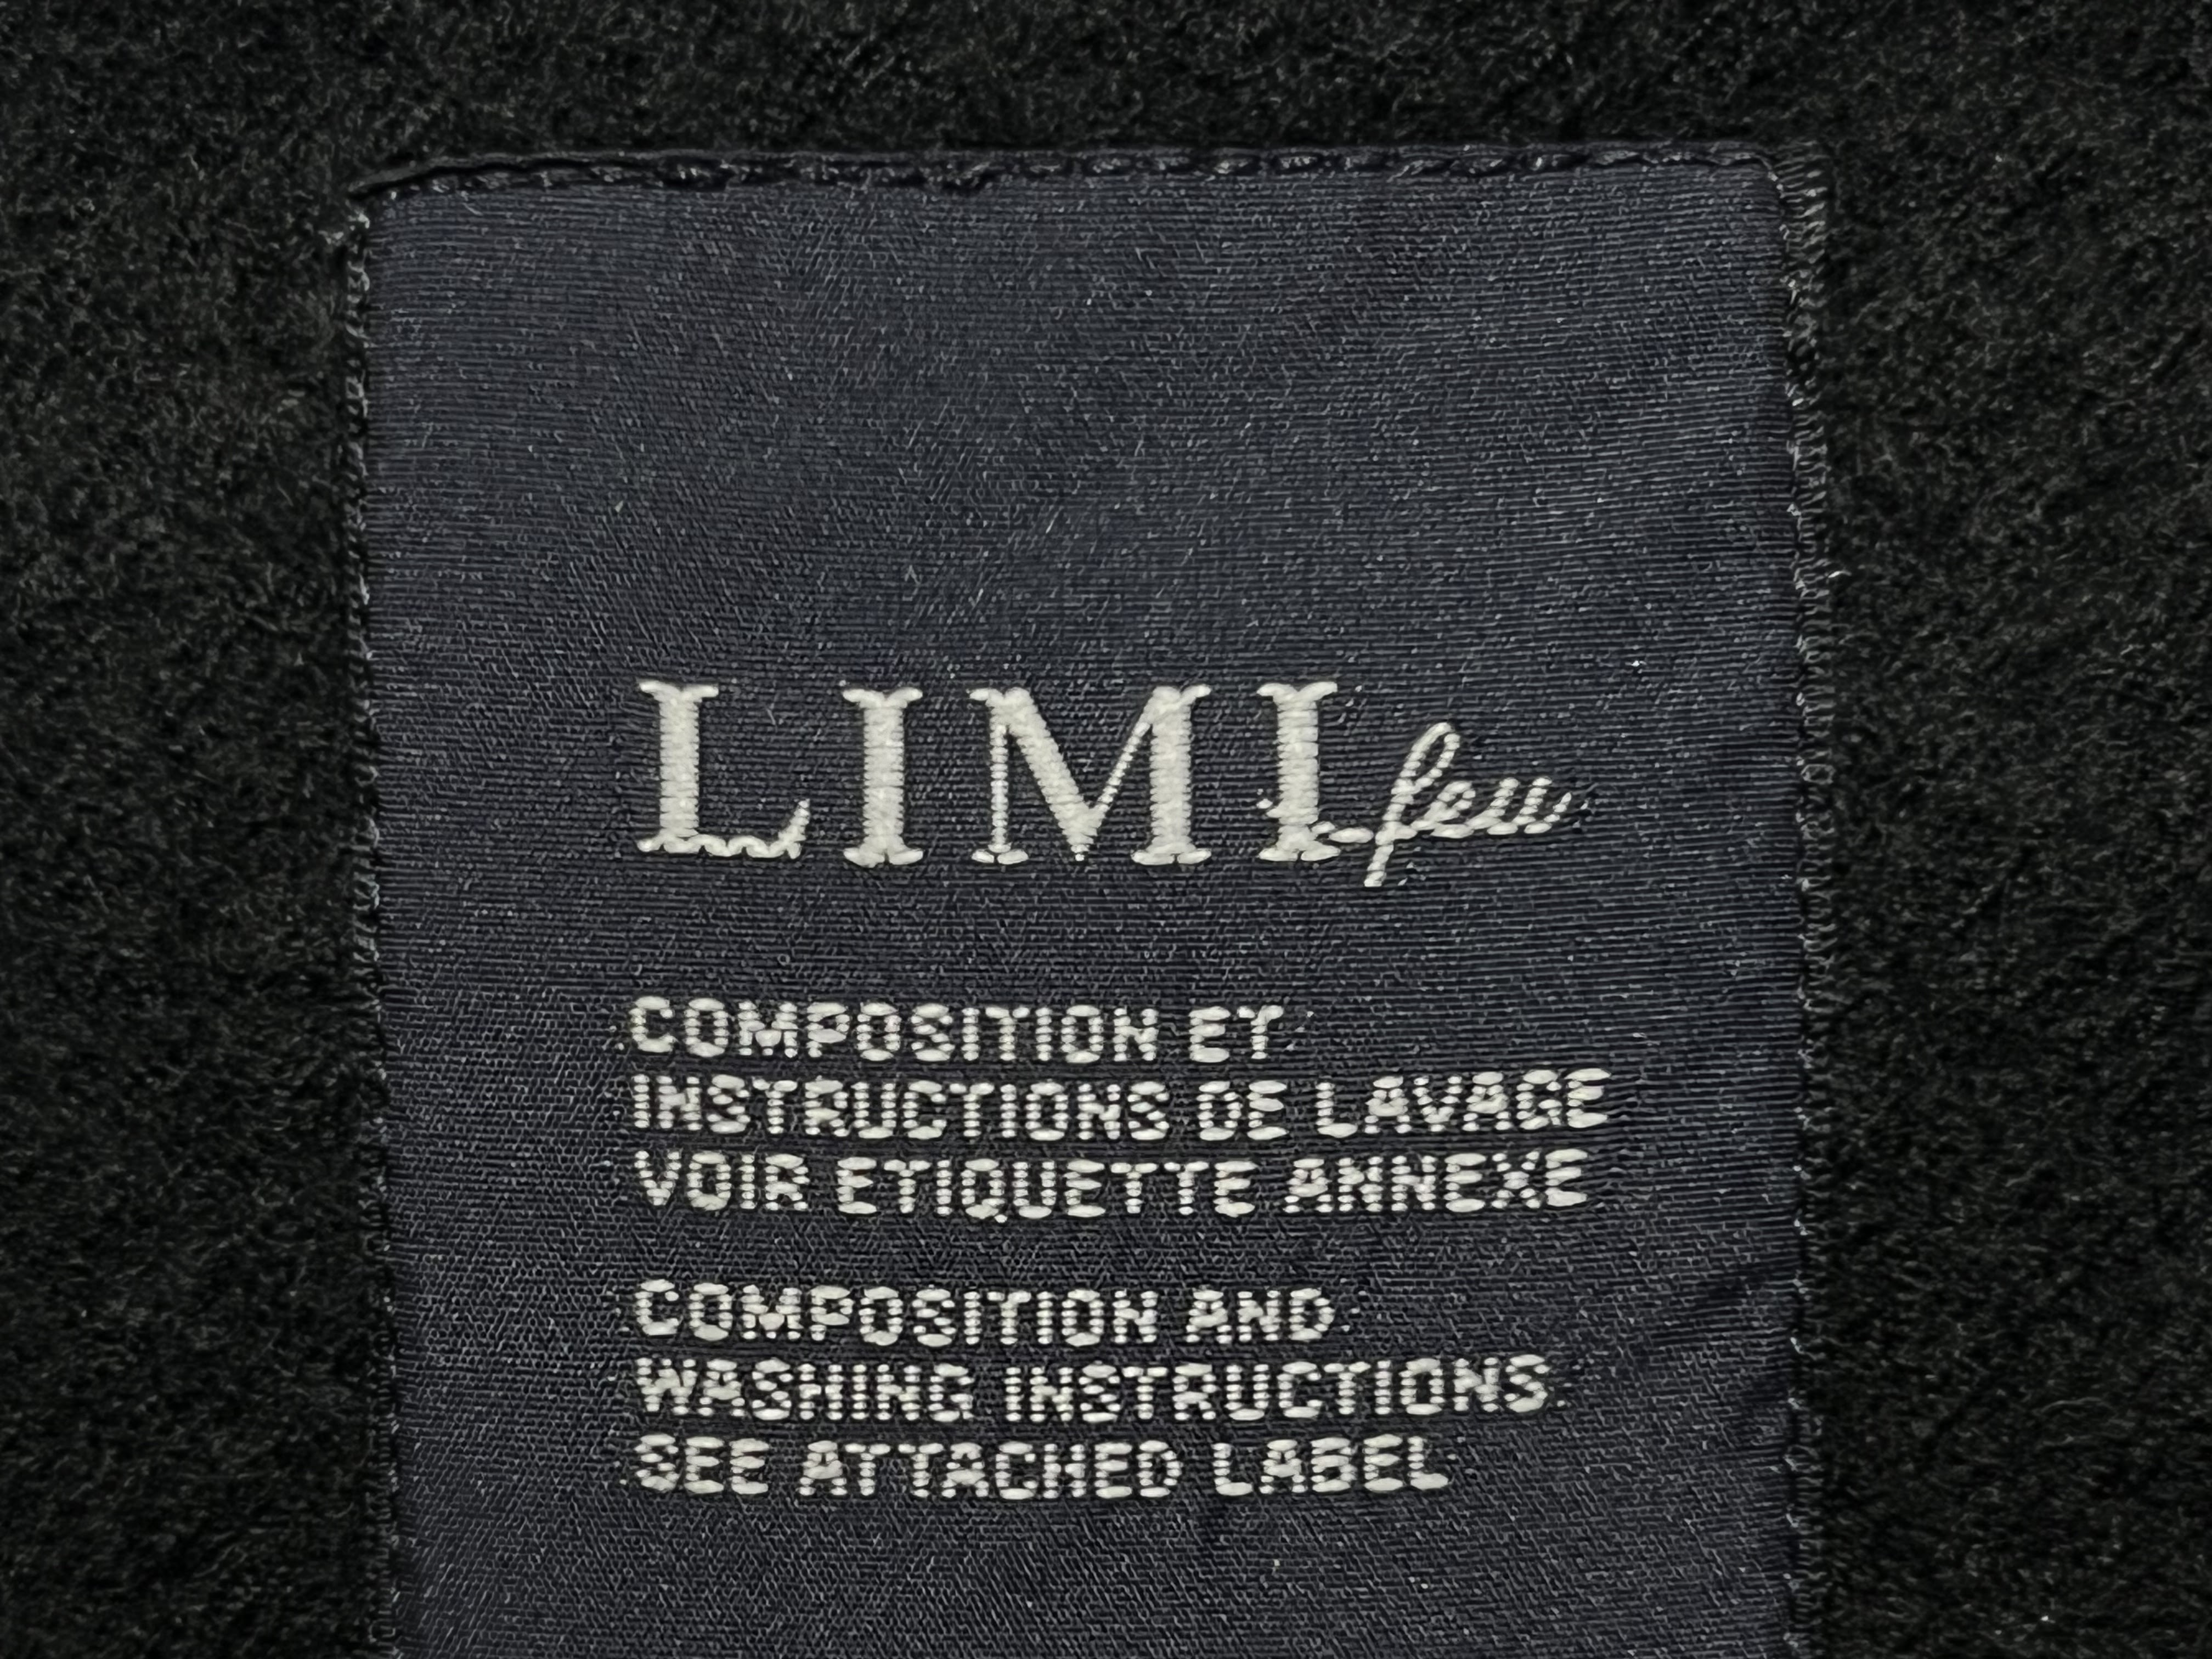 LIMI feu
COMPOSITION ET
INSTRUCTIONS DE LAVAGE
VOIR ETIQUETTE ANNEXE
COMPOSITION AND
WASHING INSTRUCTIONS
SEE ATTACHED LABEL